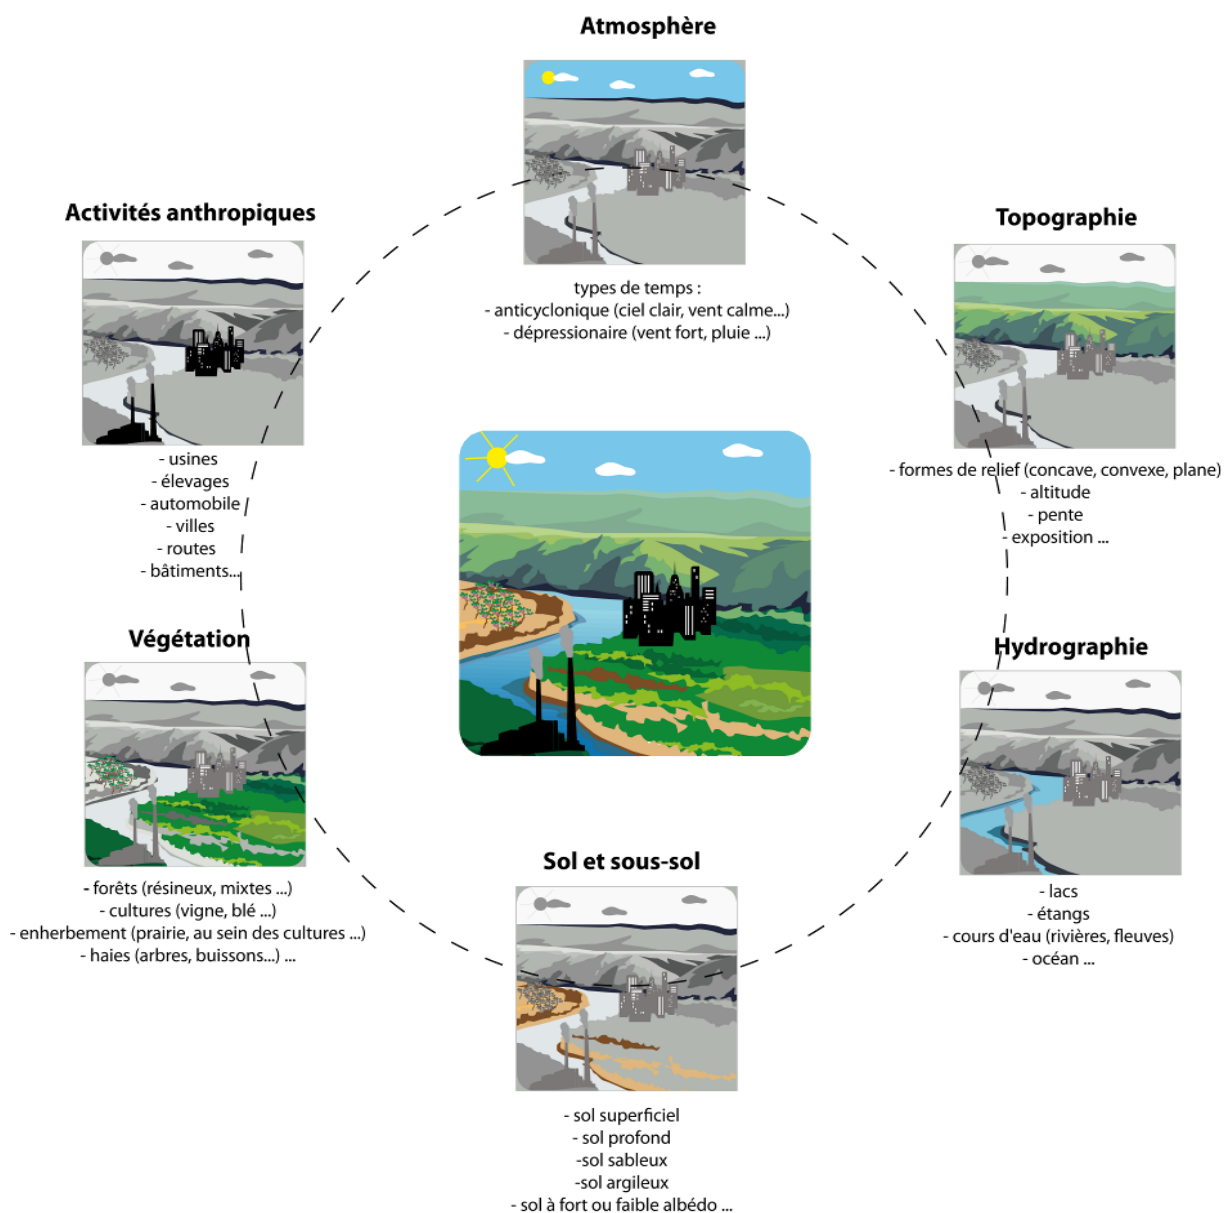 Atmosphère
types de temps :
- anticyclonique (ciel clair, vent calme...)
- dépressionaire (vent fort, pluie ...)
Topographie
- formes de relief (concave, convexe, plane)
- altitude
- pente
- exposition ...
Hydrographie
- lacs
- étangs
- cours d'eau (rivières, fleuves)
- océan ...
Sol et sous-sol
- sol superficiel
- sol profond
-sol sableux
-sol argileux
- sol à fort ou faible albédo ...
Végétation
- forêts (résineux, mixtes ...)
- cultures (vigne, blé ...)
- enherbement (prairie, au sein des cultures ...)
- haies (arbres, buissons...) ...
Activités anthropiques
- usines
- élevages
- automobile
- villes
- routes
- bâtiments...